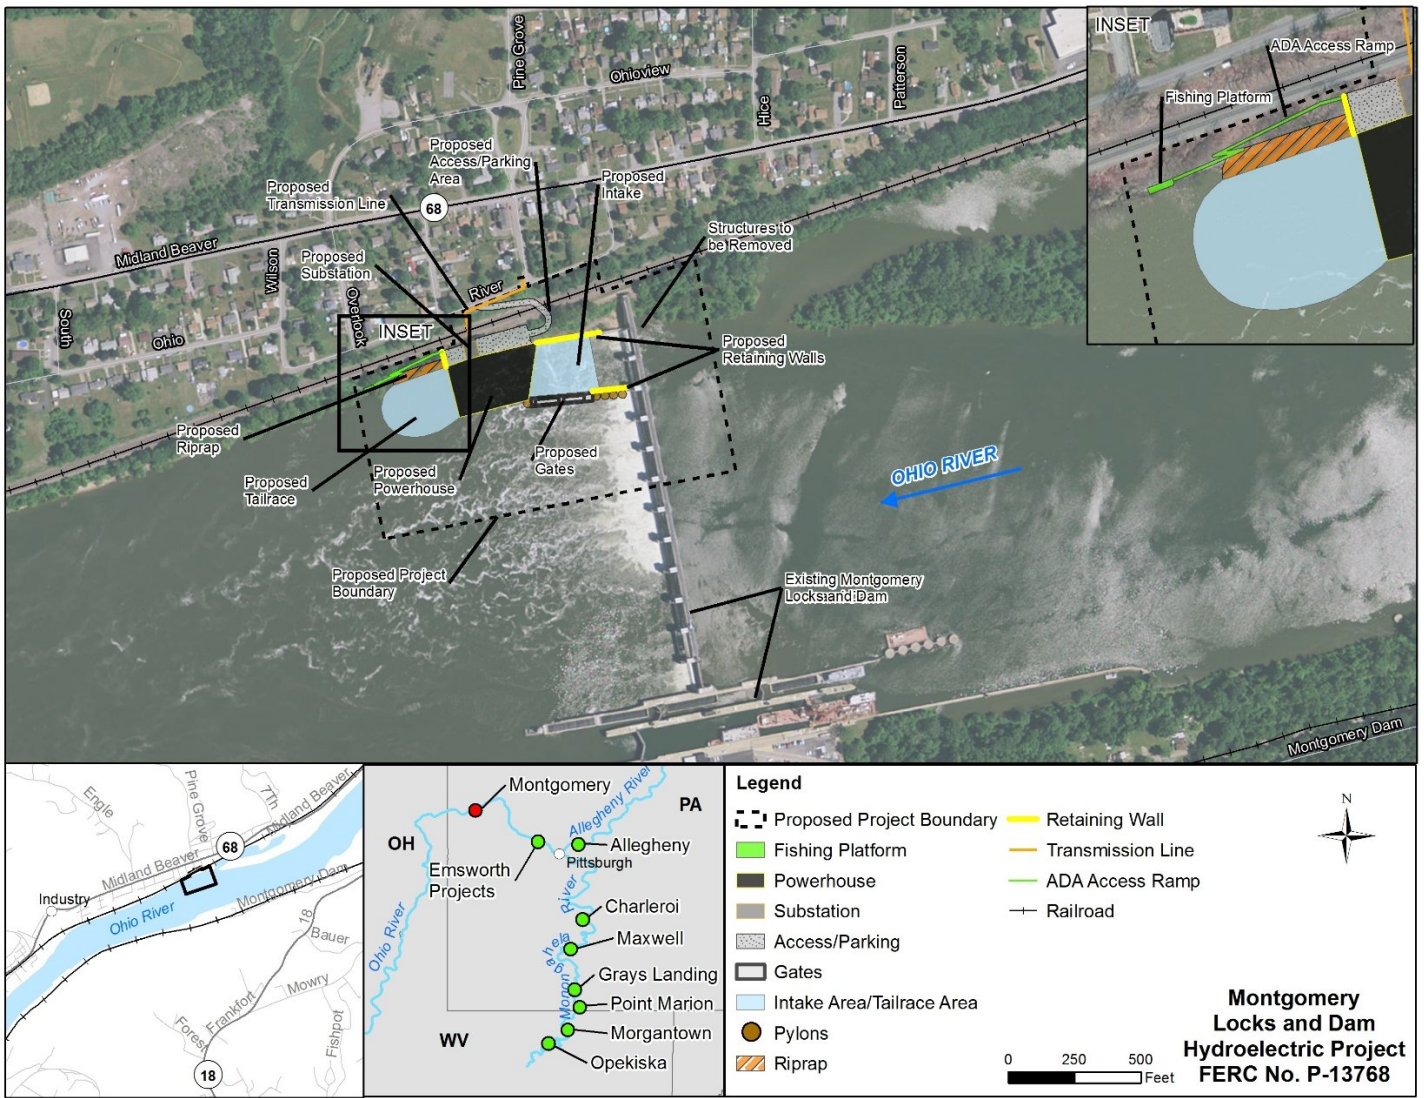 INSET
ADA Access Ramp
Fishing Platform
Pine Grove
Ohioview
Hice
Patterson
Proposed
Access/Parking
Area
Proposed
Transmission Line
68
Proposed
Intake
Structures to
be Removed
Midland Beaver
Proposed
Substation
Wilson
Overlook
River
South
Ohio
INSET
Proposed
Retaining Walls
Proposed
Riprap
Proposed
Tailrace
Proposed
Powerhouse
Proposed
Gates
OHIO RIVER
Proposed Project
Boundary
Existing Montgomery
Locks and Dam
Montgomery Dam
Engle
Pine Grove
7Th
Midland Beaver
68
Midland Beaver
Industry
Ohio River
Montgomery Dam
18
Bauer
Mowry
Frankfort
Forest
Fishpot
18
Montgomery
Allegheny River
PA
OH
Allegheny
Pittsburgh
Emsworth
Projects
River
Charleroi
Maxwell
Ohio River
Monongahela
Grays Landing
Point Marion
Morgantown
WV
Opekiska
Legend
Proposed Project Boundary
Fishing Platform
Powerhouse
Substation
Access/Parking
Gates
Intake Area/Tailrace Area
Pylons
Riprap
Retaining Wall
Transmission Line
ADA Access Ramp
Railroad
N
0 250 500
Feet
Montgomery
Locks and Dam
Hydroelectric Project
FERC No. P-13768